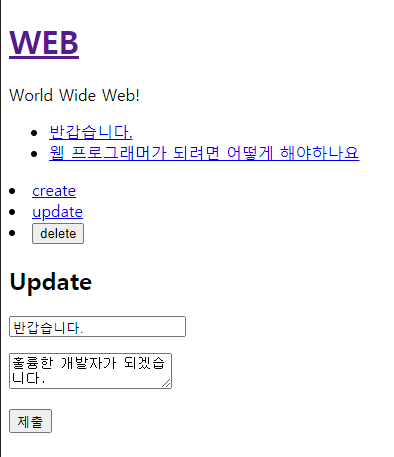 WEB
World Wide Web!
반갑습니다.
웹 프로그래머가 되려면 어떻게 해야하나요
create
update
delete
Update
반갑습니다.
훌륭한 개발자가 되겠습
니다.
제출